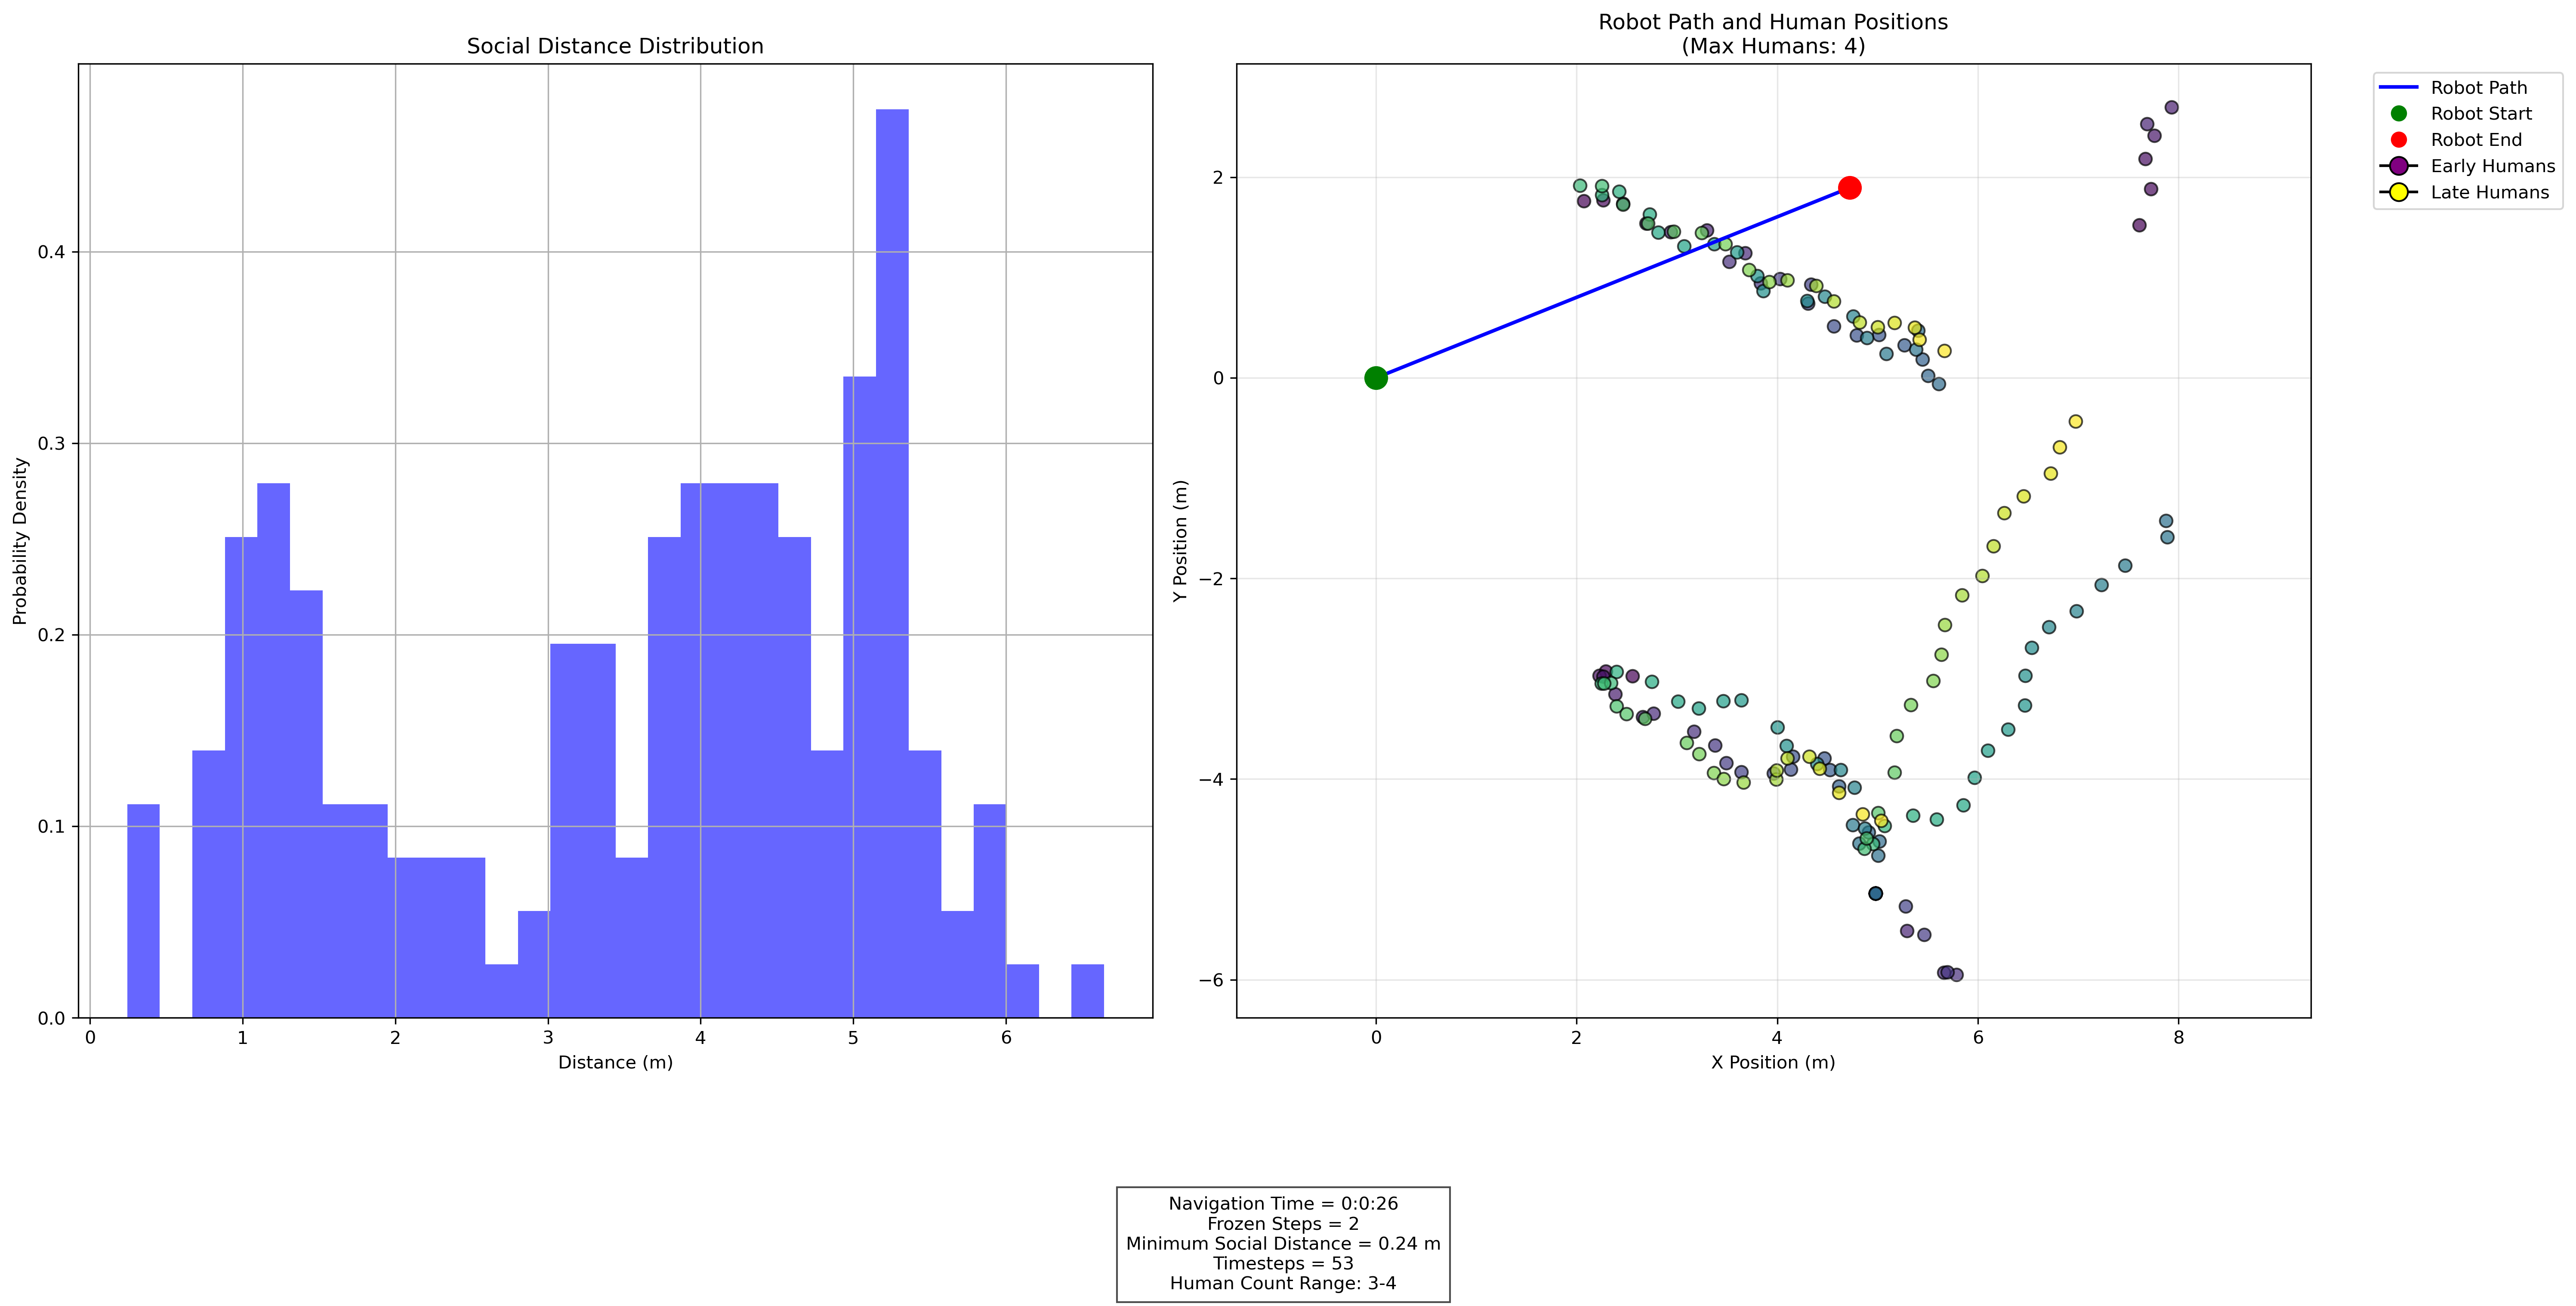 Social Distance Distribution
Probability Density
0.4
0.3
0.2
0.1
0.0
0 1 2 3 4 5 6
Distance (m)
Robot Path and Human Positions
(Max Humans: 4)
Y Position (m)
2
0
−2
−4
−6
0 2 4 6 8
X Position (m)
Robot Path
Robot Start
Robot End
Early Humans
Late Humans
Navigation Time = 0:0:26
Frozen Steps = 2
Minimum Social Distance = 0.24 m
Timesteps = 53
Human Count Range: 3-4